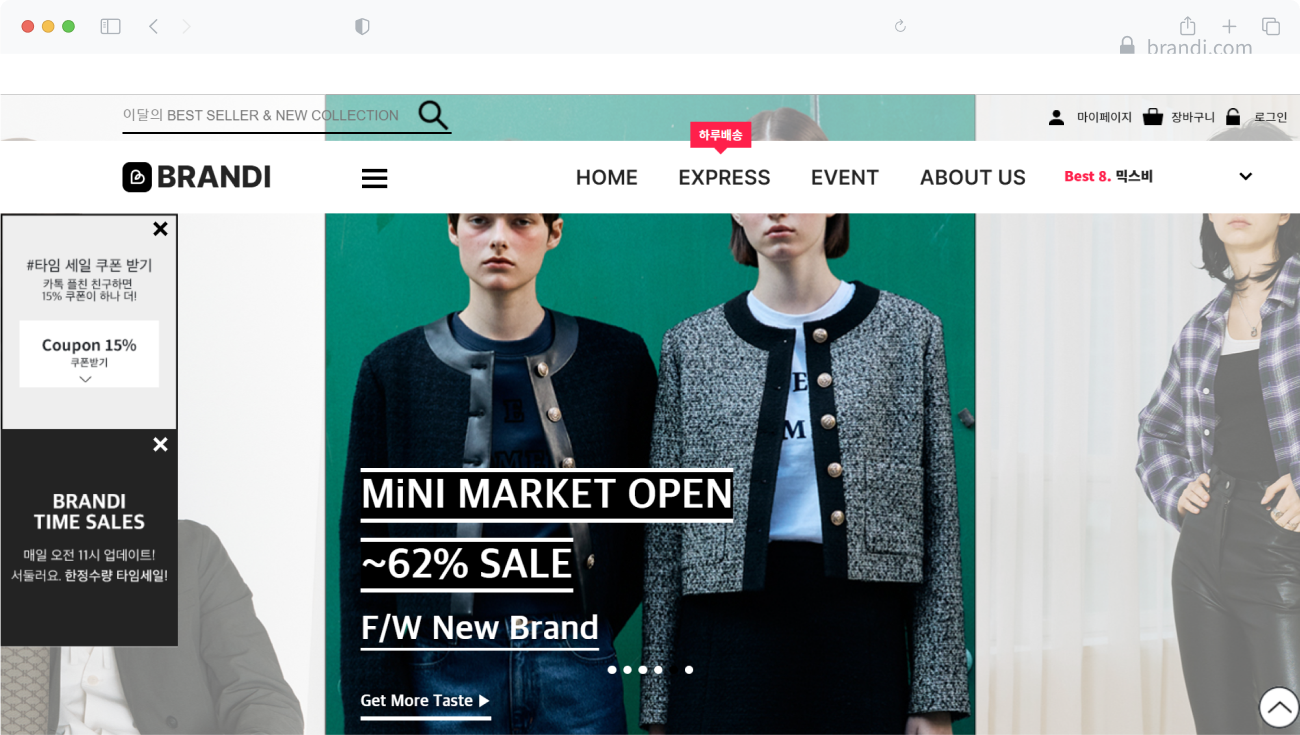 brandi.com
이달의 BEST SELLER & NEW COLLECTION
마이페이지 장바구니 로그인
하루배송
BRANDI
HOME EXPRESS EVENT ABOUT US
Best 8. 믹스비
#타임 세일 쿠폰 받기
카톡 플친 친구하면
15% 쿠폰이 하나 더!
Coupon 15%
쿠폰받기
BRANDI
TIME SALES
매일 오전 11시 업데이트!
서둘러요. 한정수량 타임세일!
MiNI MARKET OPEN
~62% SALE
F/W New Brand
Get More Taste